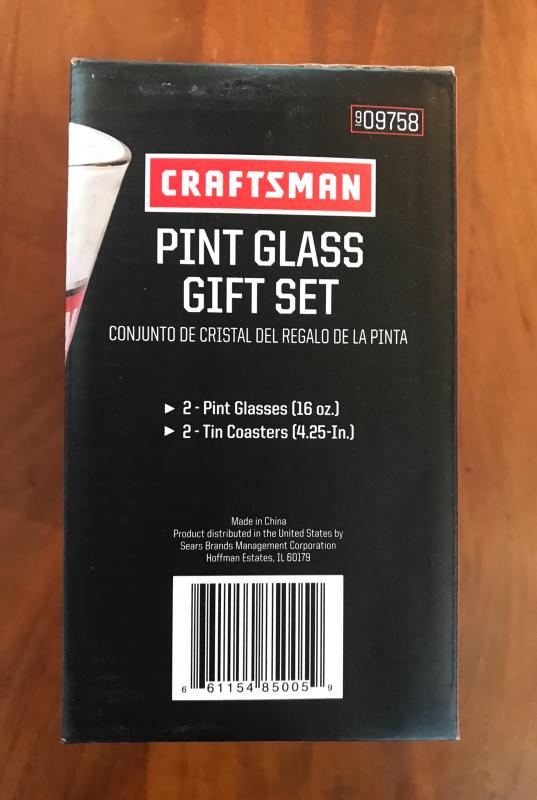 909758
CRAFTSMAN
PINT GLASS
GIFT SET
CONJUNTO DE CRISTAL DEL REGALO DE LA PINTA
► 2 - Pint Glasses (16 oz.)
► 2 - Tin Coasters (4.25-In.)
Made in China
Product distributed in the United States by
Sears Brands Management Corporation
Hoffman Estates, IL 60179
6 61154 85005 9